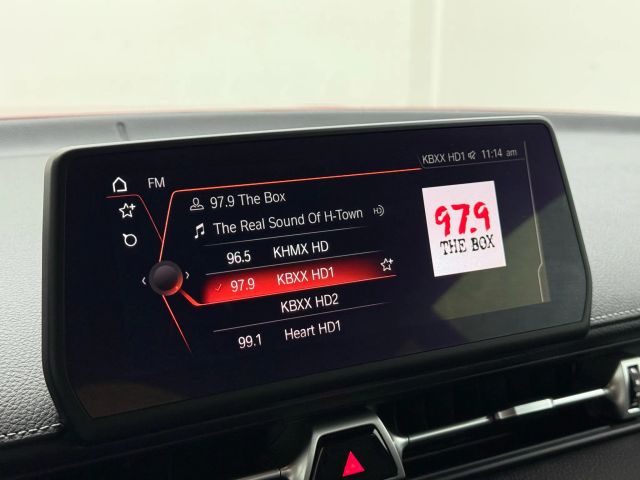 KBXX HD1 11:14 am
FM
97.9 The Box
The Real Sound Of H-Town HD
96.5 KHMX HD
97.9 KBXX HD1
KBXX HD2
99.1 Heart HD1
97.9
THE BOX